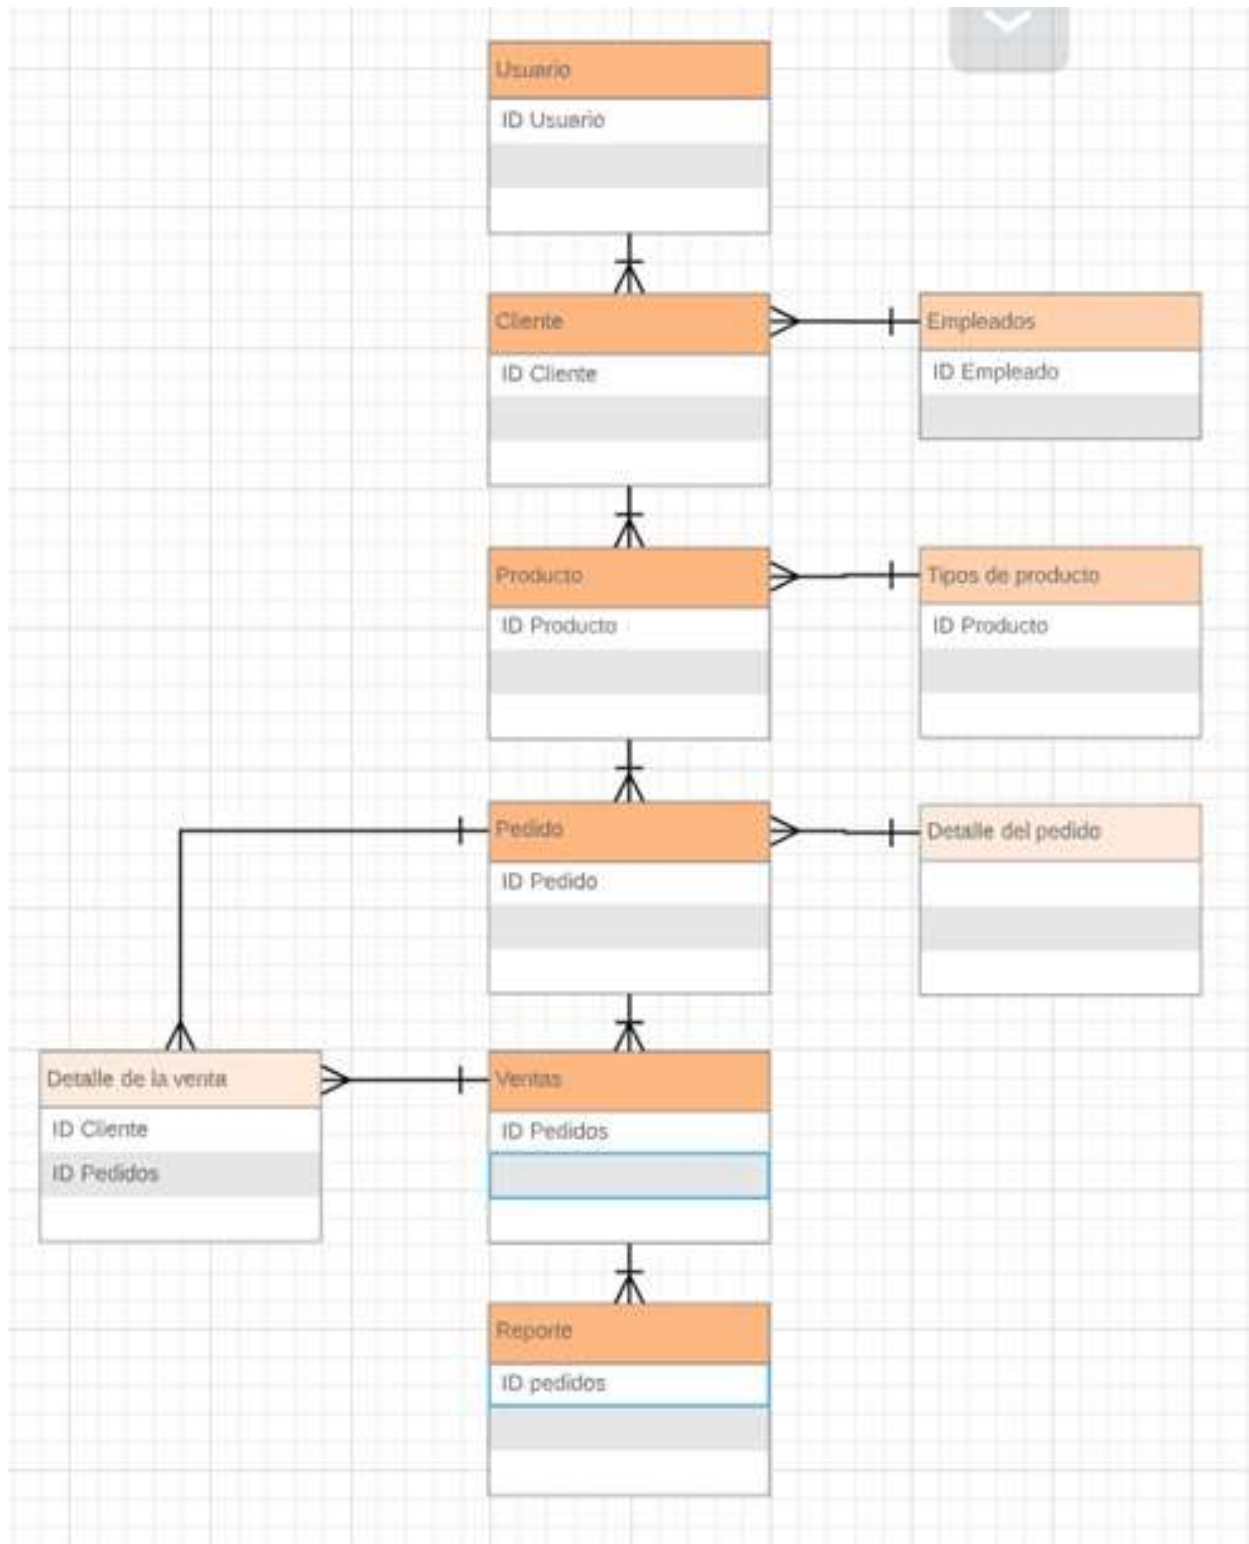 Usuario
ID Usuario
Cliente
ID Cliente
Empleados
ID Empleado
Producto
ID Producto
Tipos de producto
ID Producto
Pedido
ID Pedido
Detalle del pedido
Detalle de la venta
ID Cliente
ID Pedidos
Ventas
ID Pedidos
Reporte
ID pedidos